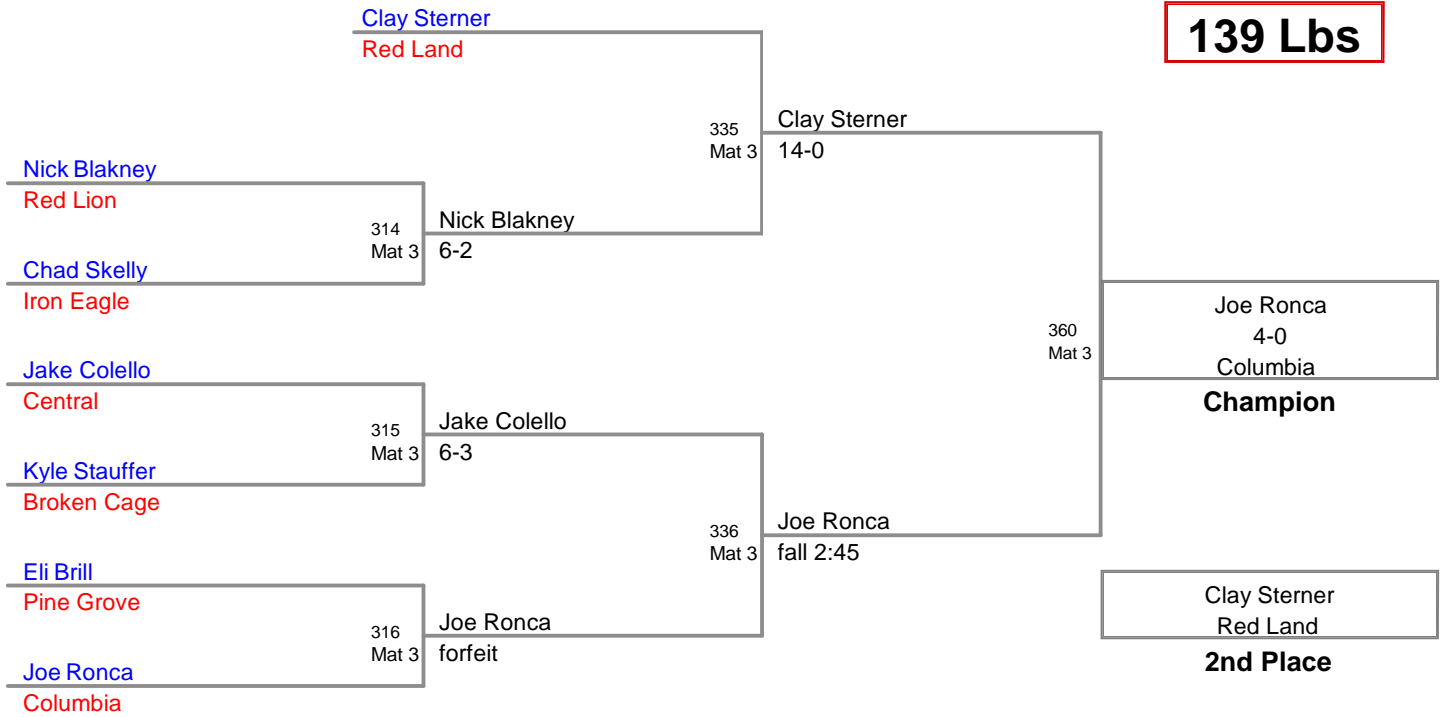 Clay Sterner
Red Land
139 Lbs
335
Mat 3
Clay Sterner
14-0
Nick Blakney
Red Lion
314
Mat 3
Nick Blakney
6-2
Chad Skelly
Iron Eagle
360
Mat 3
Joe Ronca
4-0
Columbia
Champion
Jake Colello
Central
315
Mat 3
Jake Colello
6-3
Kyle Stauffer
Broken Cage
336
Mat 3
Joe Ronca
fall 2:45
Eli Brill
Pine Grove
316
Mat 3
Joe Ronca
forfeit
Joe Ronca
Columbia
Clay Sterner
Red Land
2nd Place